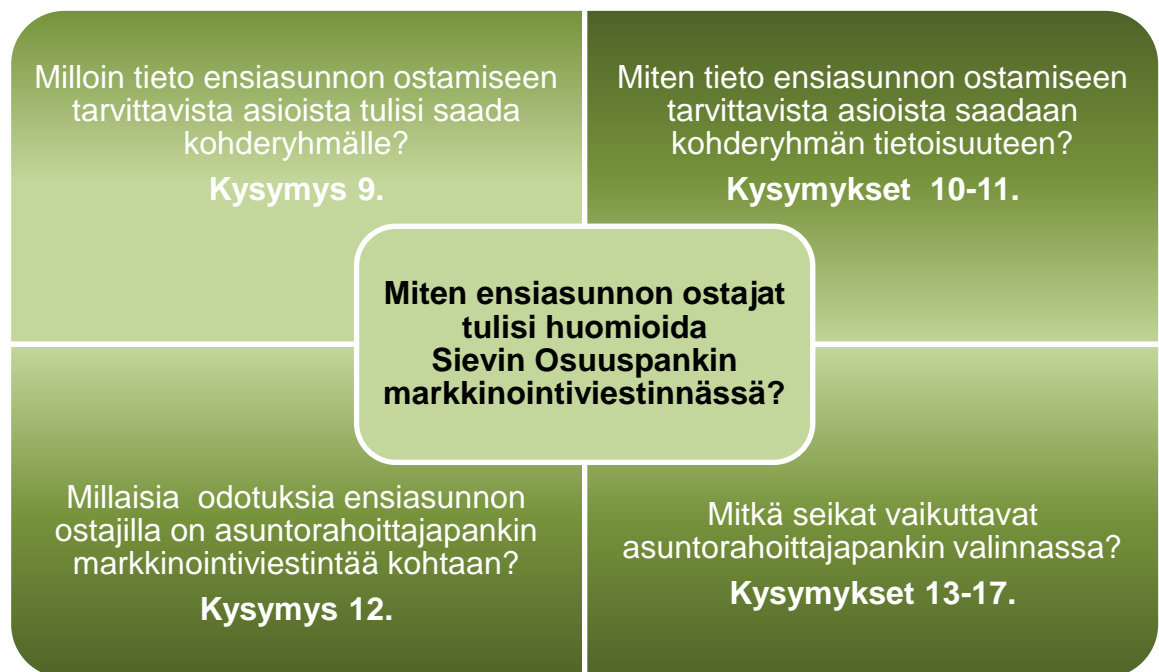 Milloin tieto ensiasunnon ostamiseen
tarvittavista asioista tulisi saada
kohderyhmälle?
Kysymys 9.
Miten tieto ensiasunnon ostamiseen
tarvittavista asioista saadaan
kohderyhmän tietoisuuteen?
Kysymykset 10-11.
Miten ensiasunnon ostajat
tulisi huomioida
Sievin Osuuspankin
markkinointiviestinnässä?
Millaisia odotuksia ensiasunnon
ostajilla on asuntorahoittajapankin
markkinointiviestintää kohtaan?
Kysymys 12.
Mitkä seikat vaikuttavat
asuntorahoittajapankin valinnassa?
Kysymykset 13-17.